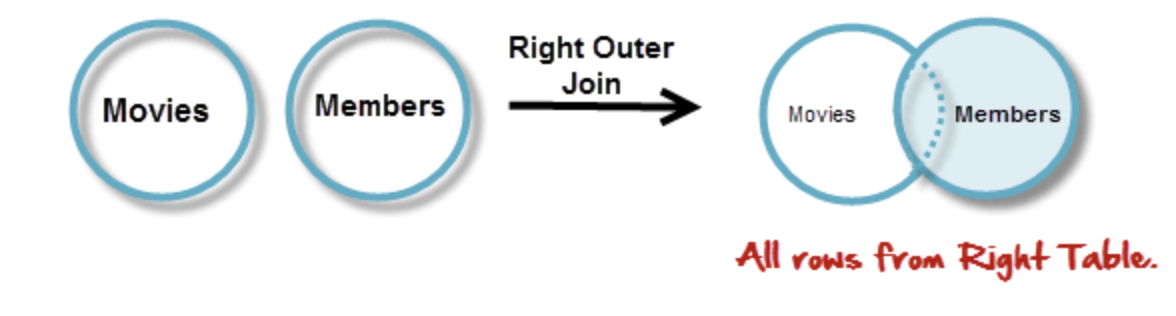 Movies
Members
Right Outer
Join
Movies
Members
All rows from Right Table.